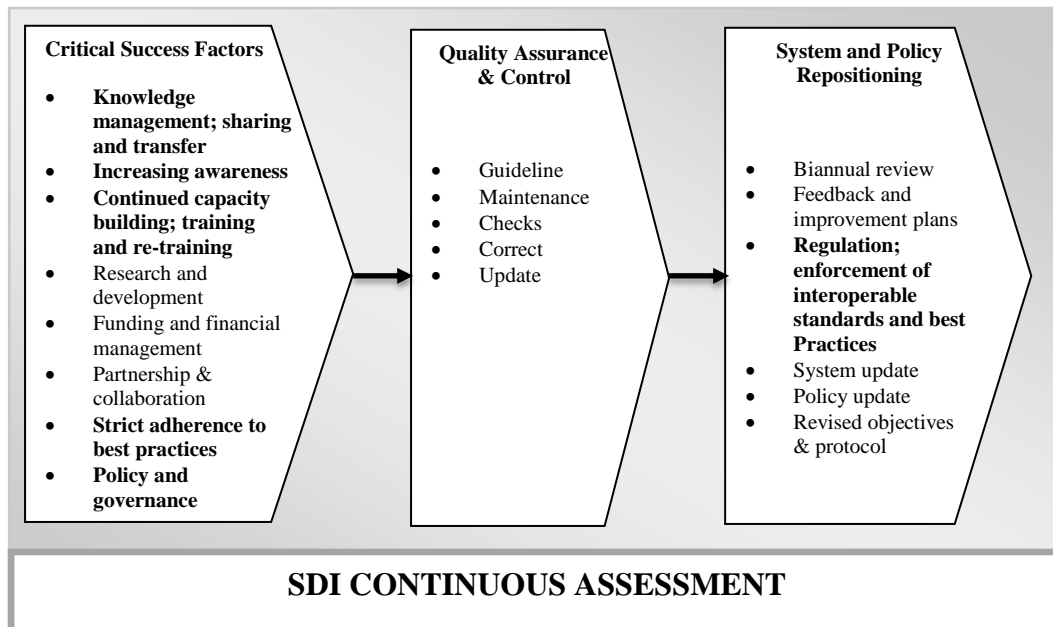 Critical Success Factors
• Knowledge
management; sharing
and transfer
• Increasing awareness
• Continued capacity
building; training
and re-training
• Research and
development
• Funding and financial
management
• Partnership &
collaboration
• Strict adherence to
best practices
• Policy and
governance
Quality Assurance
& Control
• Guideline
• Maintenance
• Checks
• Correct
• Update
System and Policy
Repositioning
• Biannual review
• Feedback and
improvement plans
• Regulation;
enforcement of
interoperable
standards and best
Practices
• System update
• Policy update
• Revised objectives
& protocol
SDI CONTINUOUS ASSESSMENT